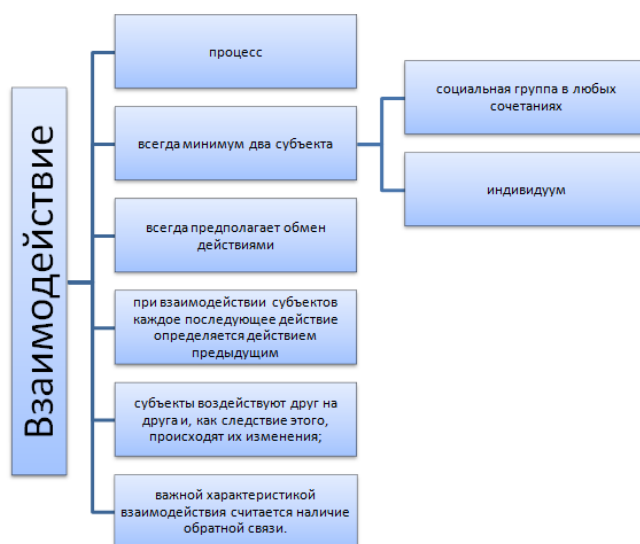 Взаимодействие
процесс
всегда минимум два субъекта
социальная группа в любых
сочетаниях
индивидуум
всегда предполагает обмен
действиями
при взаимодействии субъектов
каждое последующее действие
определяется действием
предыдущим
субъекты воздействуют друг на
друга и, как следствие этого,
происходят их изменения;
важной характеристикой
взаимодействия считается наличие
обратной связи.